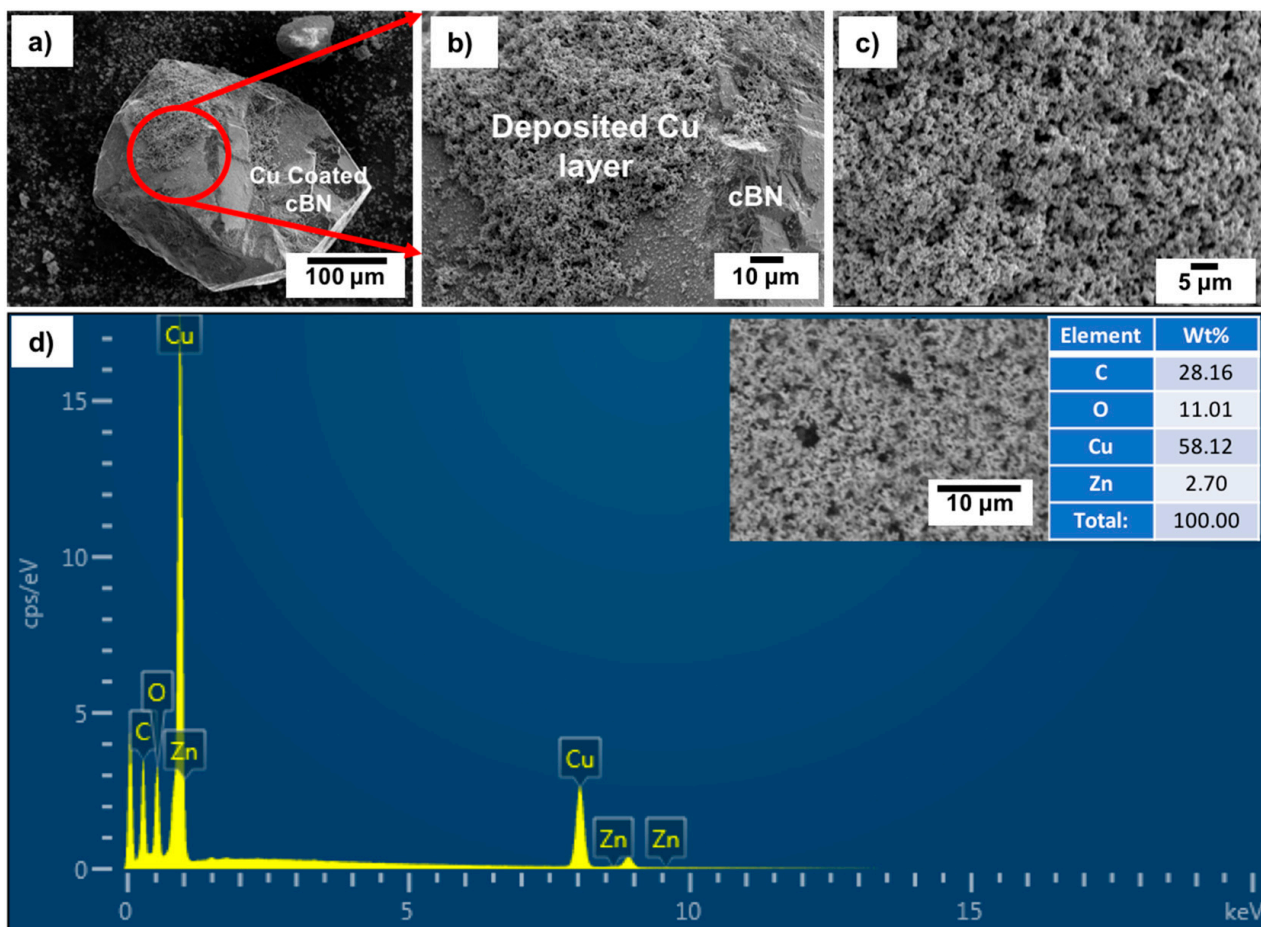 a)
Cu Coated
cBN
100 µm
b)
Deposited Cu
layer
cBN
10 µm
c)
5 µm
d)
Cu
15
10
cps/eV
5
0
O
C
Zn
Cu
Zn
Zn
0
5
10
15
keV
10 µm
Element Wt%
C 28.16
O 11.01
Cu 58.12
Zn 2.70
Total: 100.00